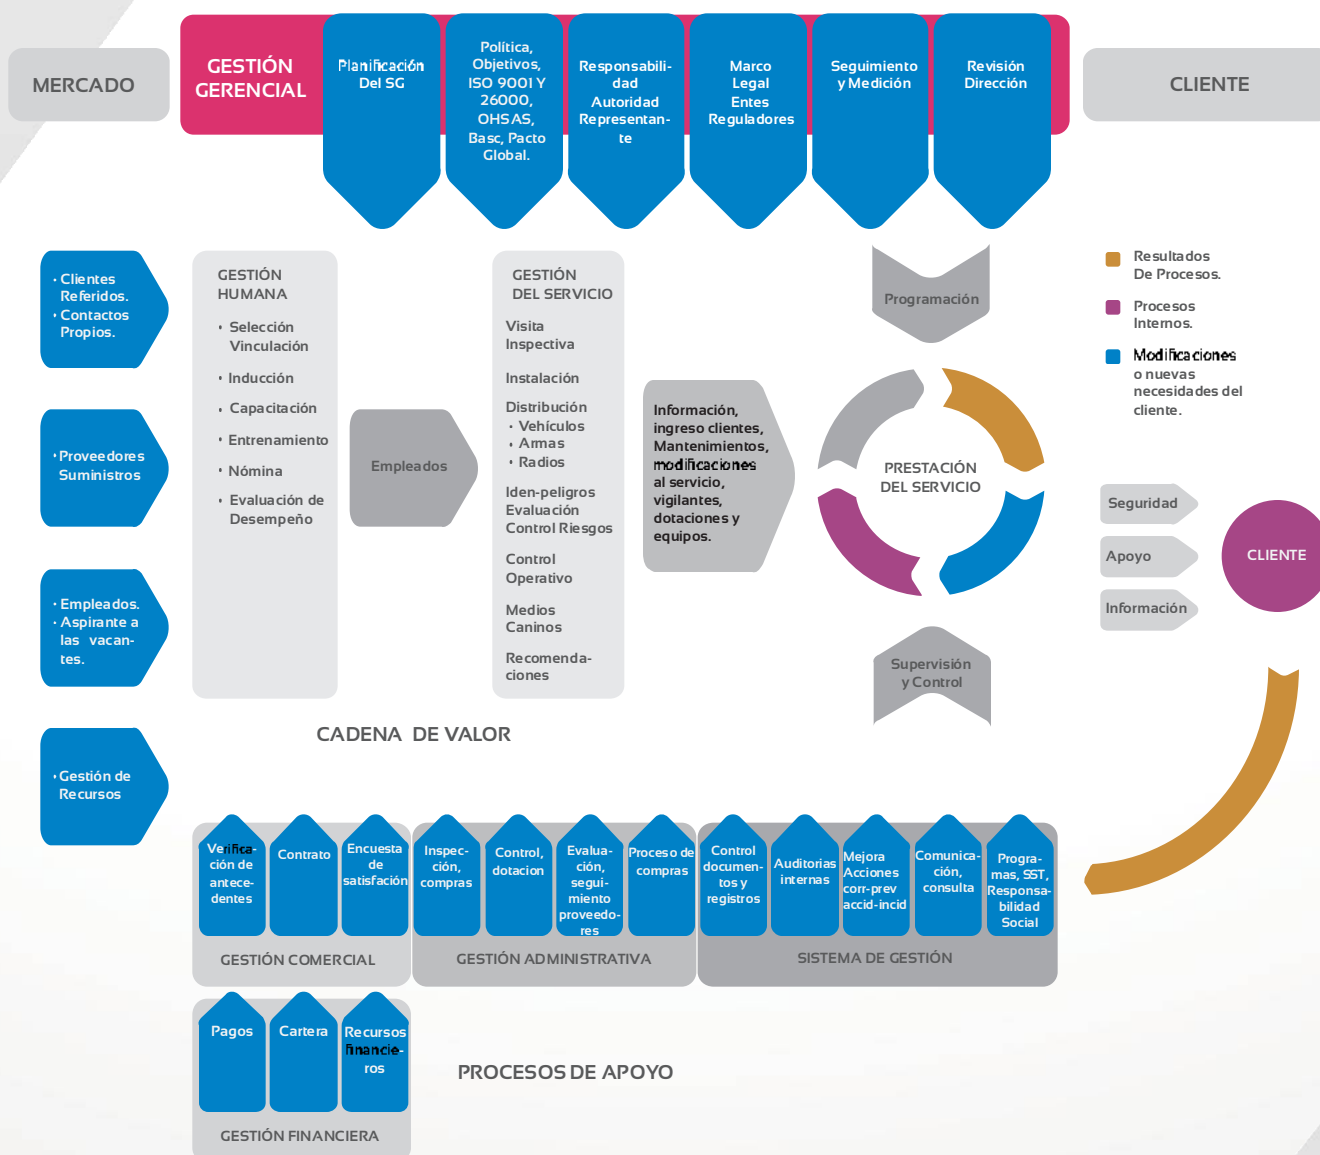 MERCADO
GESTIÓN
GERENCIAL
Planificación
Del SG
Política,
Objetivos,
ISO 9001 Y
26000,
OHSAS,
Basc, Pacto
Global.
Responsabili-
dad
Autoridad
Representan-
te
Marco
Legal
Entes
Reguladores
Seguimiento
y Medición
Revisión
Dirección
CLIENTE
• Clientes
Referidos.
• Contactos
Propios.
• Proveedores
Suministros
• Empleados.
• Aspirante a
las vacan-
tes.
• Gestión de
Recursos
GESTIÓN
HUMANA
• Selección
Vinculación
• Inducción
• Capacitación
• Entrenamiento
• Nómina
• Evaluación de
Desempeño
Empleados
GESTIÓN
DEL SERVICIO
Visita
Inspectiva
Instalación
Distribución
• Vehículos
• Armas
• Radios
Iden-peligros
Evaluación
Control Riesgos
Control
Operativo
Medios
Caninos
Recomenda-
ciones
Información,
ingreso clientes,
Mantenimientos,
modificaciones
al servicio,
vigilantes,
dotaciones y
equipos.
Programación
PRESTACIÓN
DEL SERVICIO
Supervisión
y Control
Resultados
De Procesos.
Procesos
Internos.
Modificaciones
o nuevas
necesidades del
cliente.
Seguridad
Apoyo
Información
CLIENTE
CADENA DE VALOR
Verifica-
ción de
antece-
dentes
Contrato
Encuesta
de
satisfación
GESTIÓN COMERCIAL
Inspec-
ción,
compras
Control,
dotacion
Evalua-
ción,
segui-
miento
proveedo-
res
Proceso de
compras
GESTIÓN ADMINISTRATIVA
Control
documen-
tos y
registros
Auditorias
internas
Mejora
Acciones
corr-prev
accid-incid
Comunica-
ción,
consulta
Progra-
mas, SST,
Responsa-
bilidad
Social
SISTEMA DE GESTIÓN
Pagos
Cartera
Recursos
financie-
ros
GESTIÓN FINANCIERA
PROCESOS DE APOYO